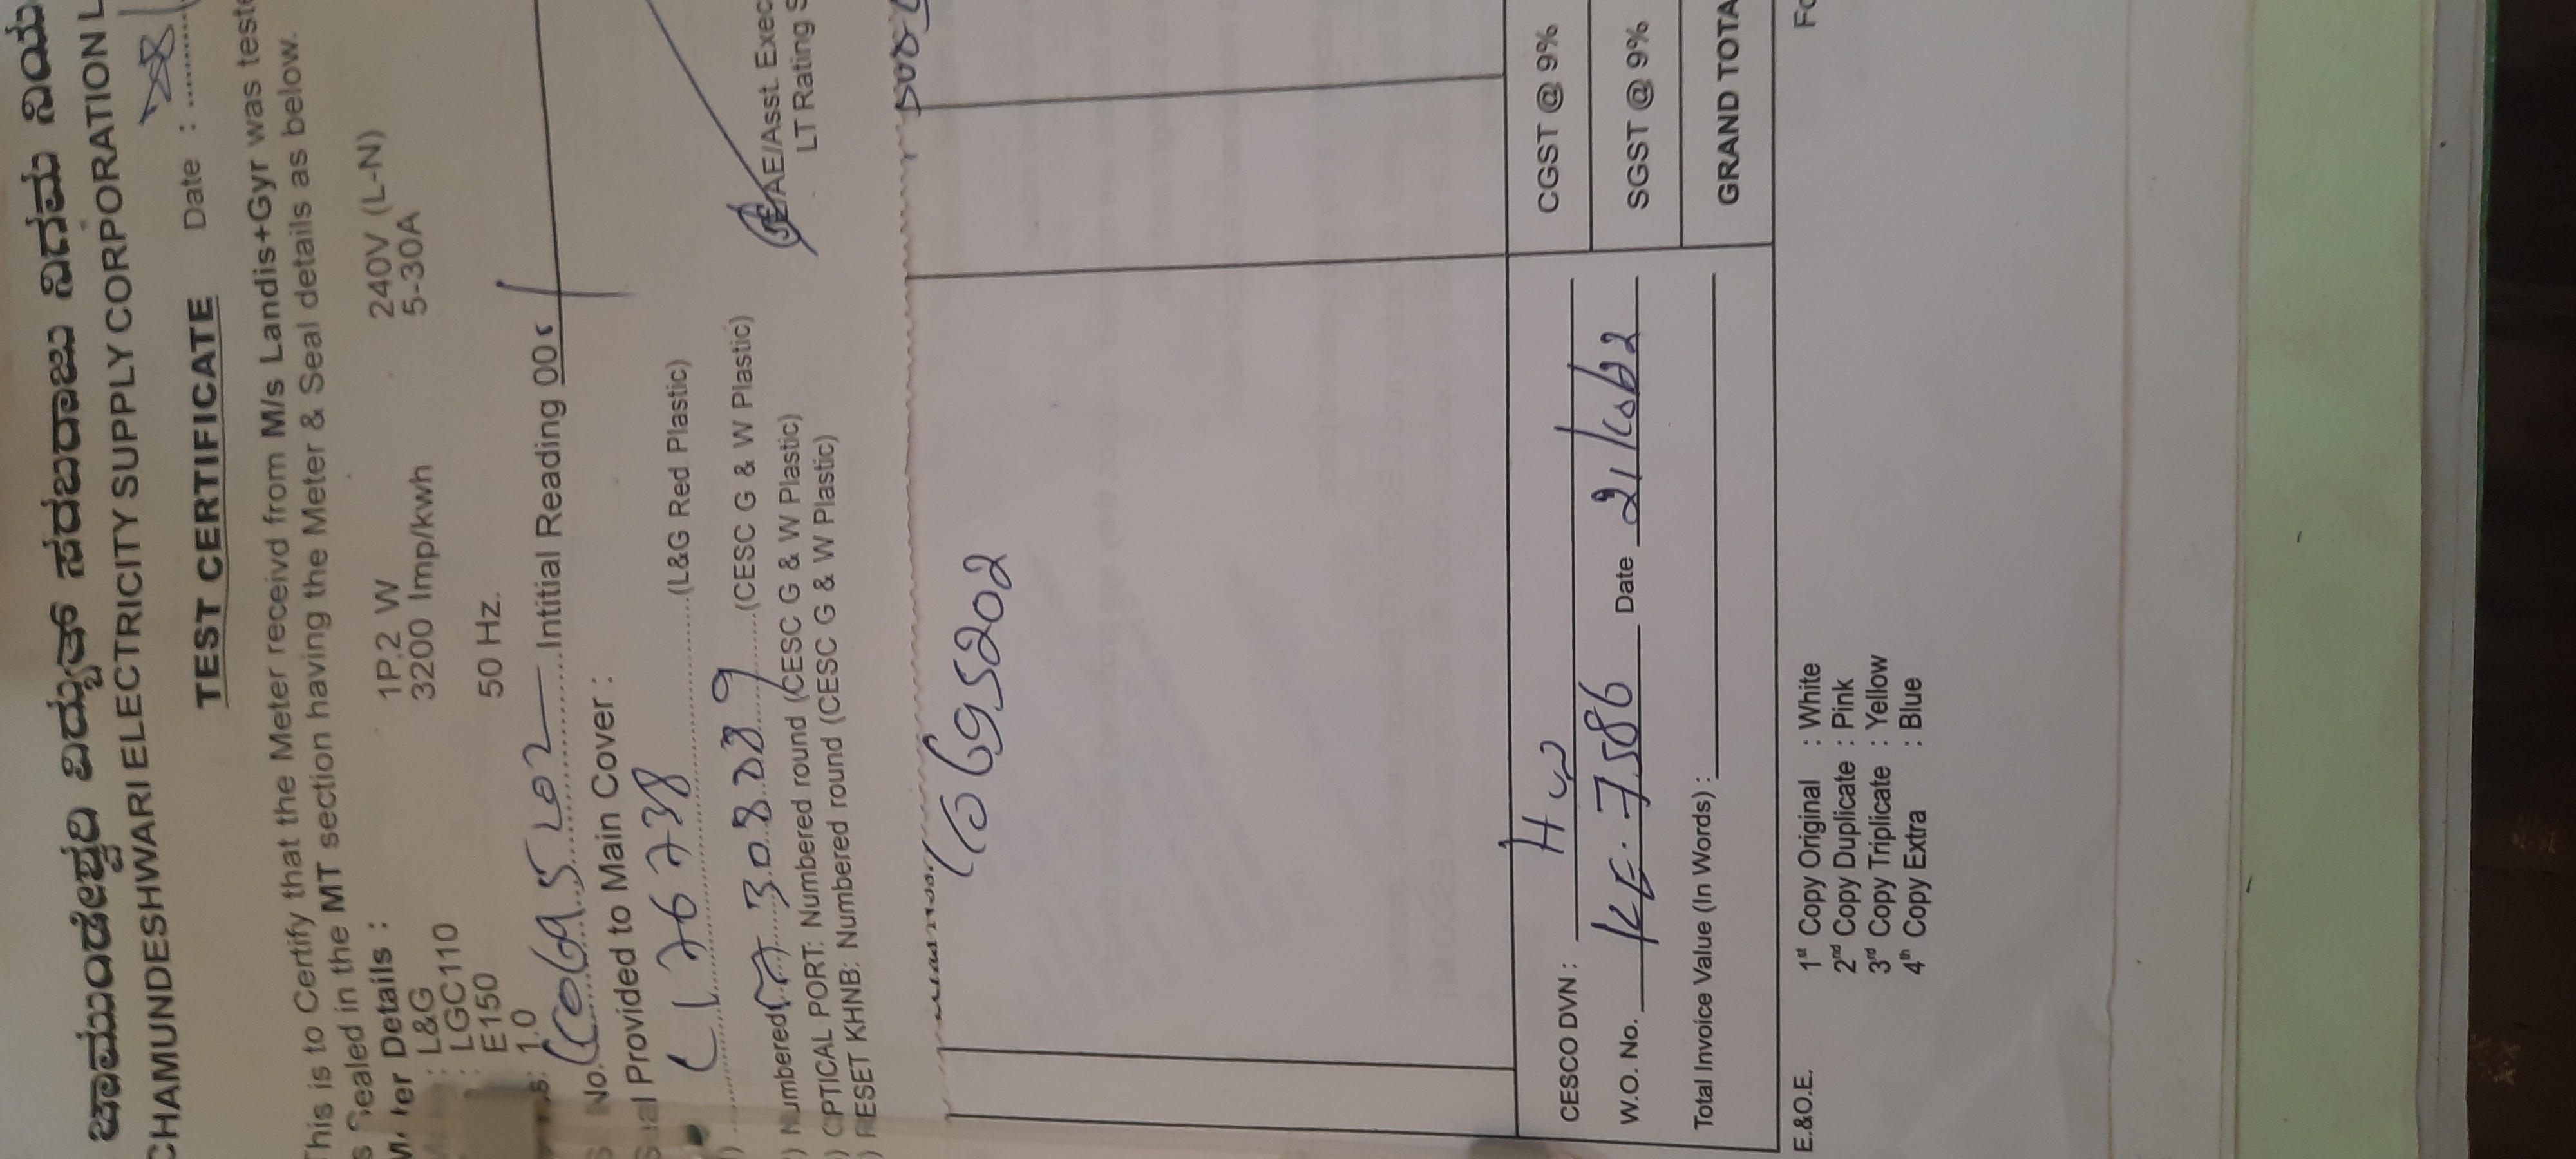 ಚಾಮುಂಡೇಶ್ವರಿ ವಿದ್ಯುತ್ ಸರಬರಾಜು ನಿಗಮ ನಿಯ
CHAMUNDESHWARI ELECTRICITY SUPPLY CORPORATION L
TEST CERTIFICATE Date :
This is to Certify that the Meter receivd from M/s Landis+Gyr was teste
Sealed in the MT section having the Meter & Seal details as below.
Details :
: L&G 1P.2 W 240V (L-N)
: LGC110 3200 Imp/kwh 5-30A
: E150
: 1.0 50 Hz.
No. Intitial Reading 00
Provided to Main Cover :
(L&G Red Plastic)
Numbered (CESC G & W Plastic)
OPTICAL PORT: Numbered round (CESC G & W Plastic)
RESET KHNB: Numbered round (CESC G & W Plastic)
AE/Asst. Exec
LT Rating S
CESCO DVN :
CGST @ 9%
W.O. No. KE. 7586 Date
SGST @ 9%
Total Invoice Value (In Words) :
GRAND TOTA
E.&O.E.
Fo
1st Copy Original : White
2nd Copy Duplicate : Pink
3rd Copy Triplicate : Yellow
4th Copy Extra : Blue